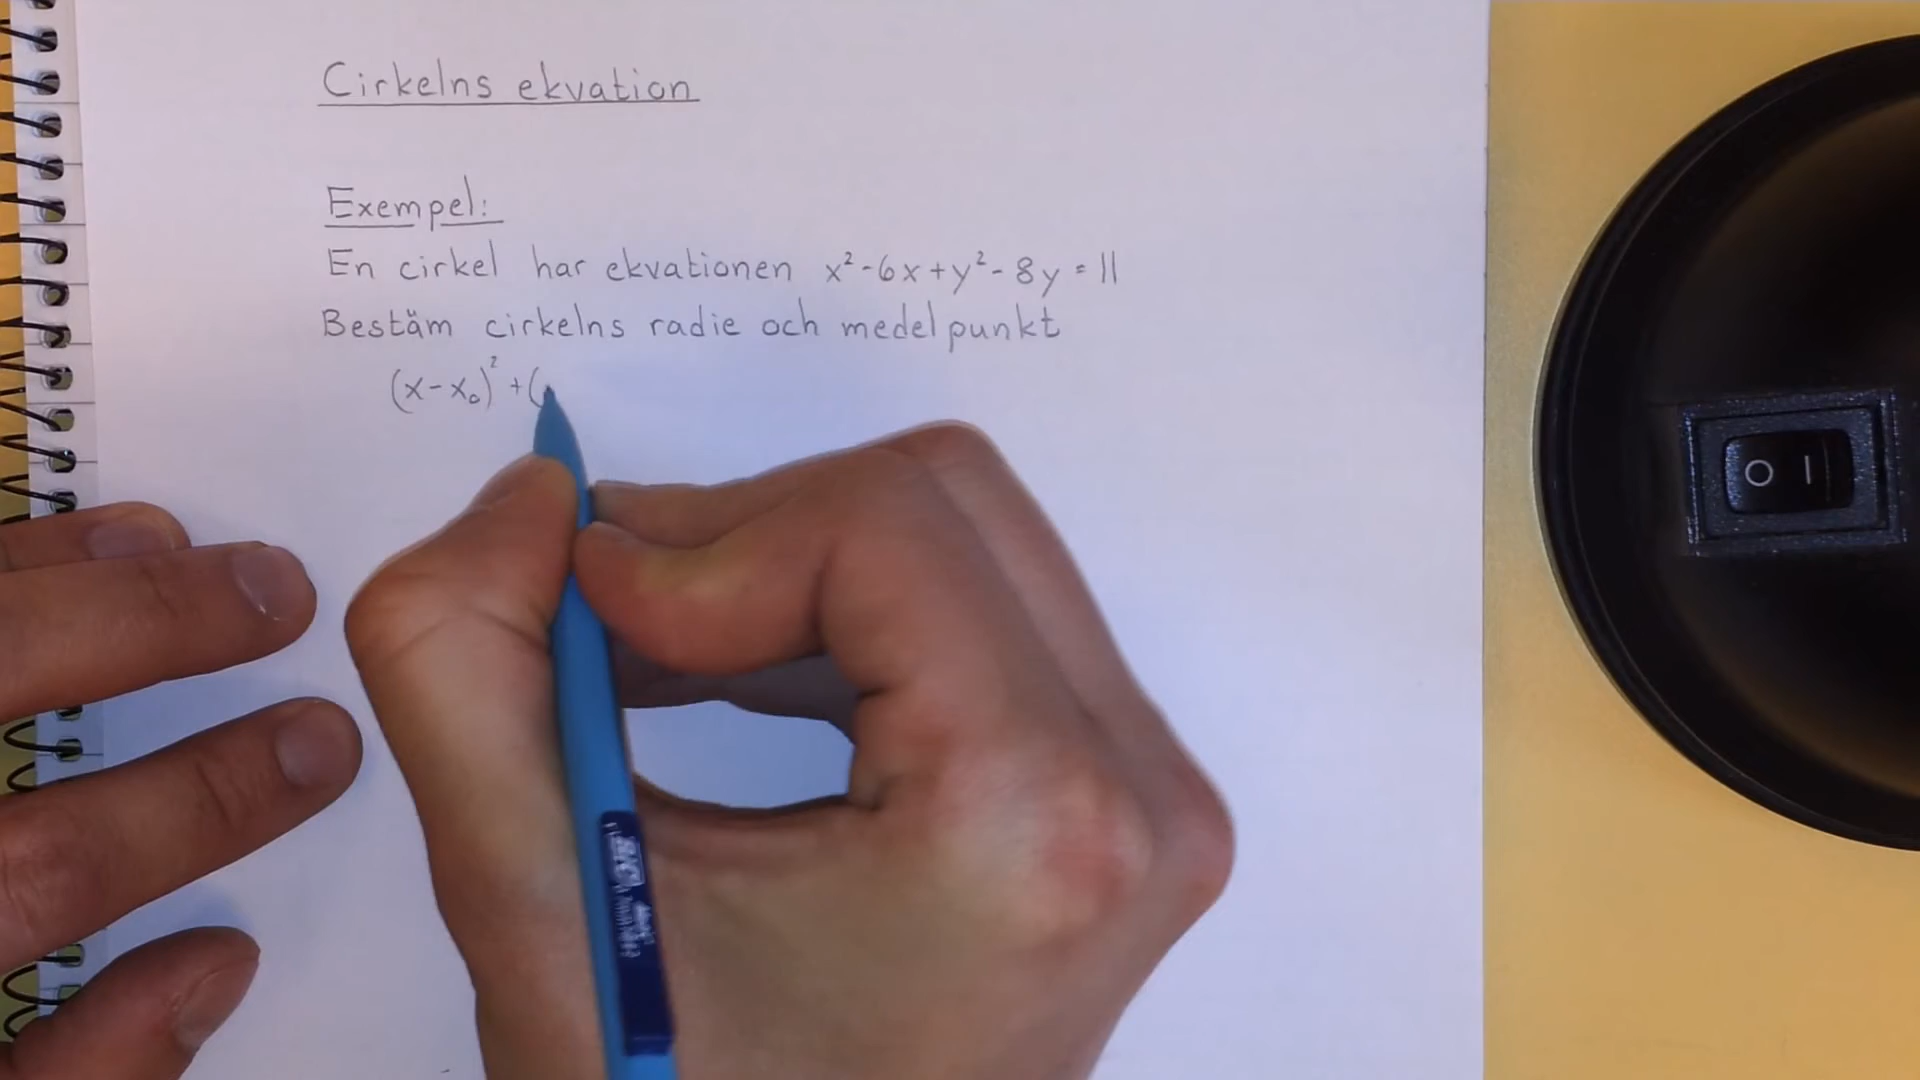 Cirkelns ekvation
Exempel:
En cirkel har ekvationen x²-6x+y²-8y=11
Bestäm cirkelns radie och medelpunkt
(x-x₀)²+(
O I
BIC